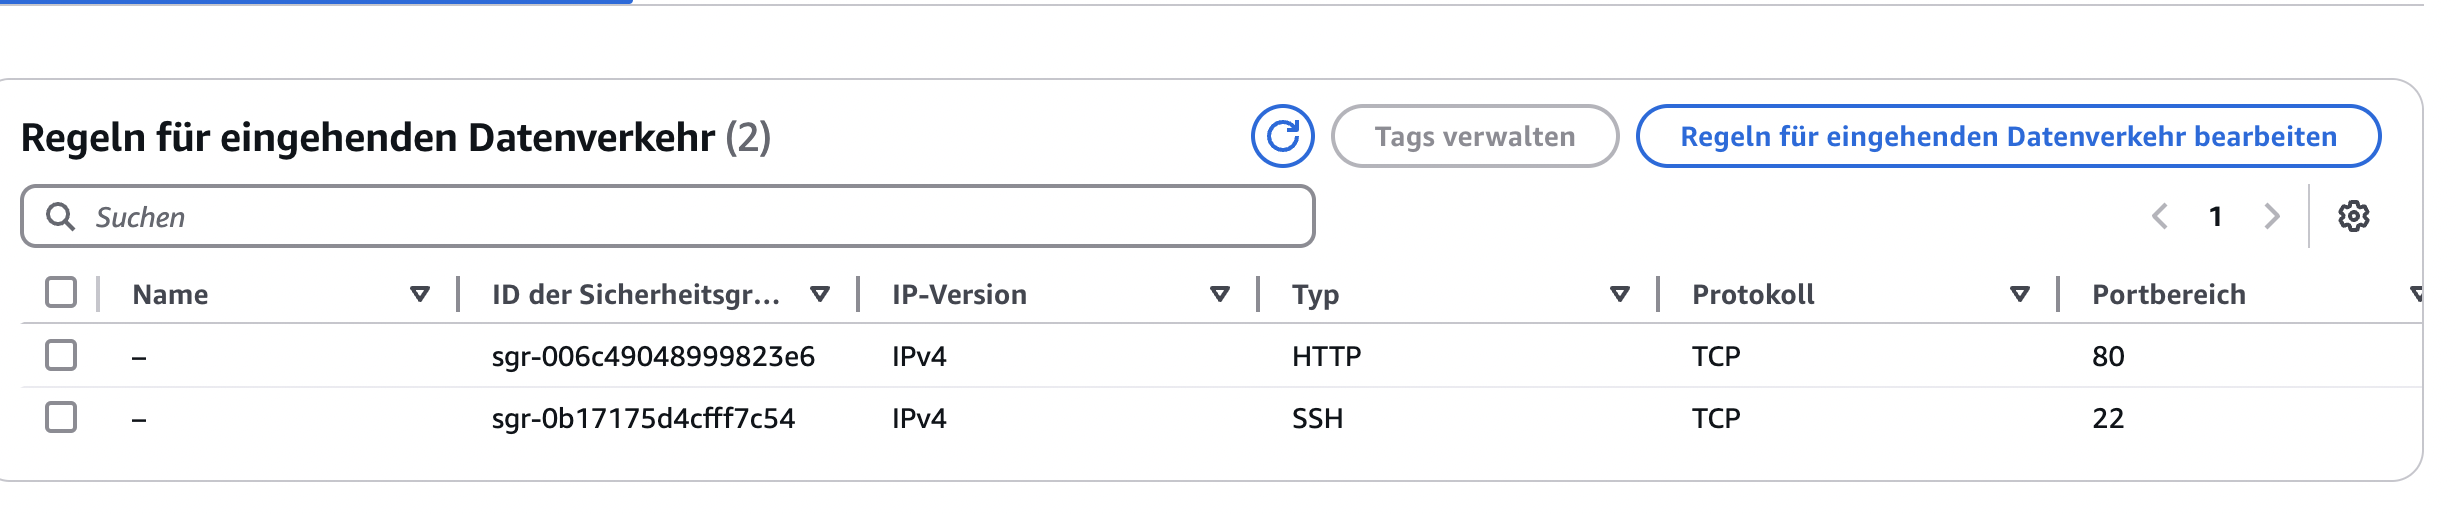 Regeln für eingehenden Datenverkehr (2)
Tags verwalten
Regeln für eingehenden Datenverkehr bearbeiten
Suchen
1
Name ID der Sicherheitsgr... IP-Version Typ Protokoll Portbereich
– sgr-006c49048999823e6 IPv4 HTTP TCP 80
– sgr-0b17175d4cfff7c54 IPv4 SSH TCP 22